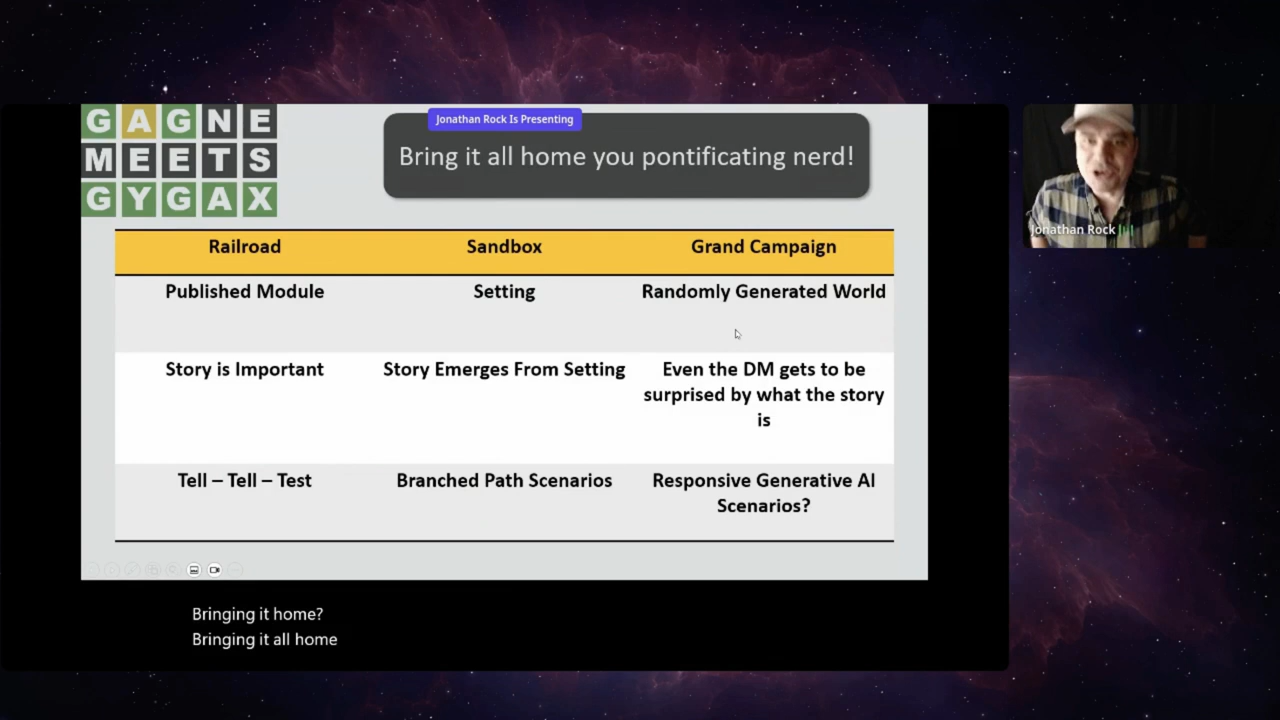 GAGNE
MEETS
GYGAX
Jonathan Rock Is Presenting
Bring it all home you pontificating nerd!
Railroad
Sandbox
Grand Campaign
Published Module
Setting
Randomly Generated World
Story is Important
Story Emerges From Setting
Even the DM gets to be
surprised by what the story
is
Tell – Tell – Test
Branched Path Scenarios
Responsive Generative AI
Scenarios?
Jonathan Rock
Bringing it home?
Bringing it all home